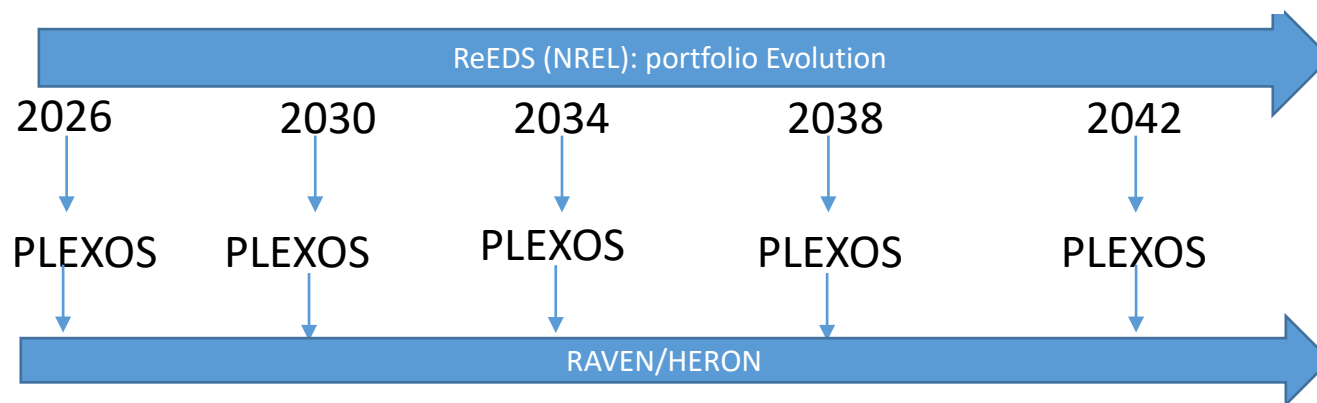 ReEDS (NREL): portfolio Evolution
2026 2030 2034 2038 2042
PLEXOS PLEXOS PLEXOS PLEXOS PLEXOS
RAVEN/HERON